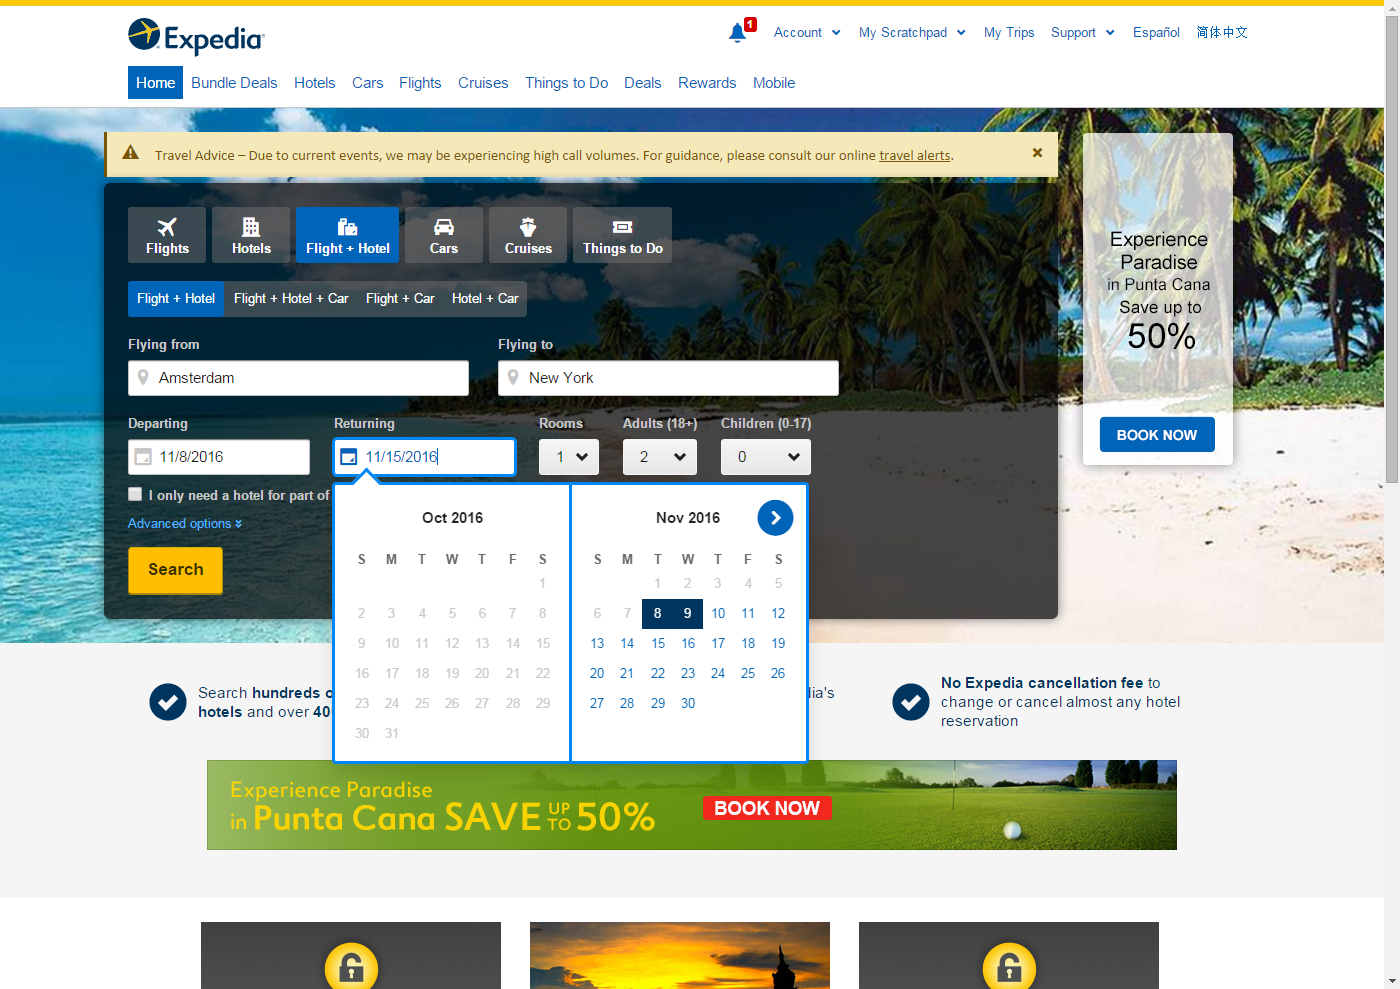 Expedia
1
Account
My Scratchpad
My Trips
Support
Español
简体中文
Home
Bundle Deals
Hotels
Cars
Flights
Cruises
Things to Do
Deals
Rewards
Mobile
Travel Advice – Due to current events, we may be experiencing high call volumes. For guidance, please consult our online travel alerts.
Flights
Hotels
Flight + Hotel
Cars
Cruises
Things to Do
Flight + Hotel
Flight + Hotel + Car
Flight + Car
Hotel + Car
Flying from
Flying to
Amsterdam
New York
Departing
Returning
Rooms
Adults (18+)
Children (0-17)
11/8/2016
11/15/2016
1
2
0
I only need a hotel for part of
Advanced options
Search
Oct 2016
S M T W T F S
1
2 3 4 5 6 7 8
9 10 11 12 13 14 15
16 17 18 19 20 21 22
23 24 25 26 27 28 29
30 31
Nov 2016
S M T W T F S
1 2 3 4 5
6 7 8 9 10 11 12
13 14 15 16 17 18 19
20 21 22 23 24 25 26
27 28 29 30
Experience
Paradise
in Punta Cana
Save up to
50%
BOOK NOW
Search hundreds
hotels and over 40
No Expedia cancellation fee to
change or cancel almost any hotel
reservation
Experience Paradise
in Punta Cana SAVE UP TO 50%
BOOK NOW